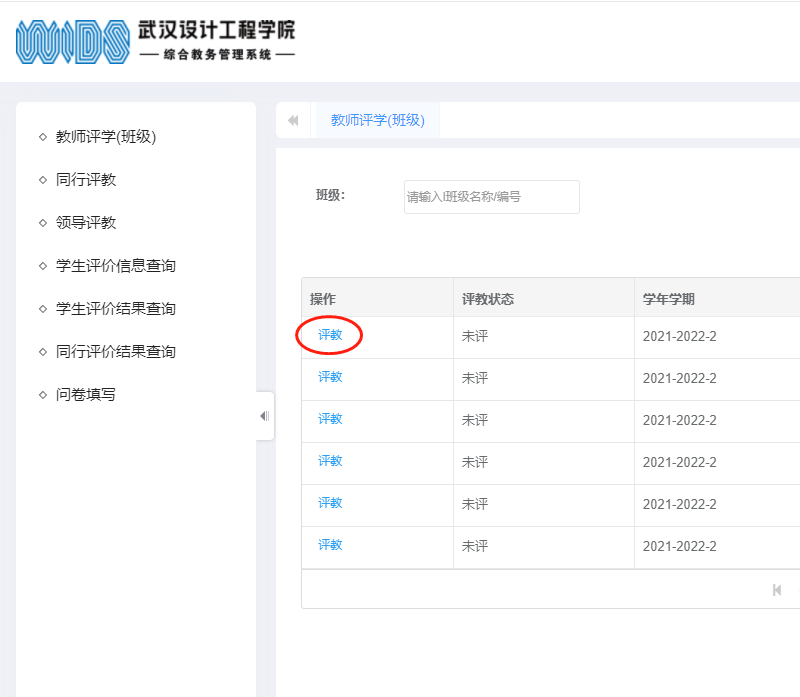 WIDS 武汉设计工程学院
综合教务管理系统
教师评学(班级)
同行评教
领导评教
学生评价信息查询
学生评价结果查询
同行评价结果查询
问卷填写
教师评学(班级)
班级: 请输入班级名称/编号
操作 评教状态 学年学期
评教 未评 2021-2022-2
评教 未评 2021-2022-2
评教 未评 2021-2022-2
评教 未评 2021-2022-2
评教 未评 2021-2022-2
评教 未评 2021-2022-2